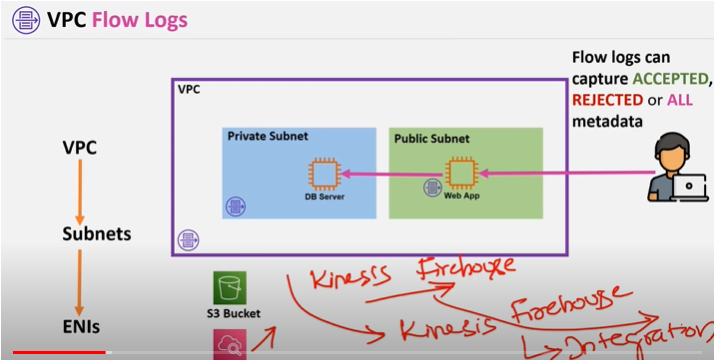 VPC Flow Logs
Flow logs can
capture ACCEPTED,
REJECTED or ALL
metadata
VPC
Private Subnet
Public Subnet
DB Server
Web App
VPC
Subnets
ENIs
S3 Bucket
Kinesis Firehouse
Kinesis Firehouse
Integration